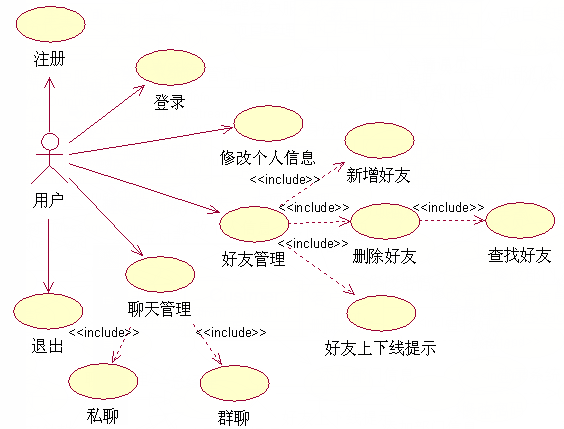 注册
登录
修改个人信息
<<include>>
新增好友
用户
<<include>>
<<include>>
好友管理
<<include>>
删除好友
查找好友
聊天管理
<<include>>
<<include>>
退出
好友上下线提示
私聊
群聊